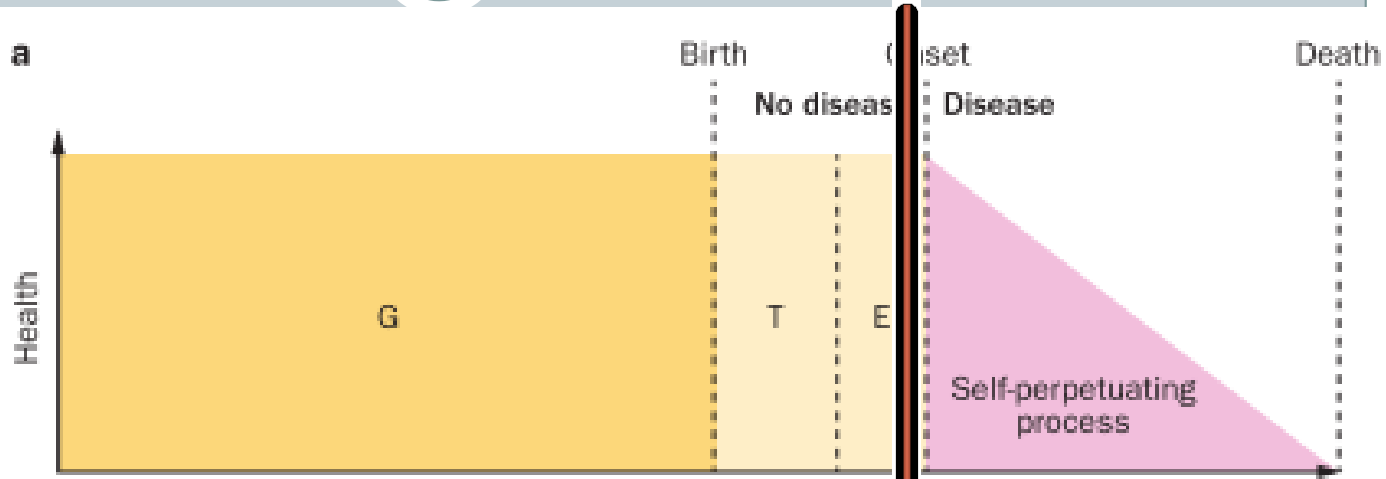 a
Birth
Death
No diseas
Disease
Health
G
T
E
Self-perpetuating
process